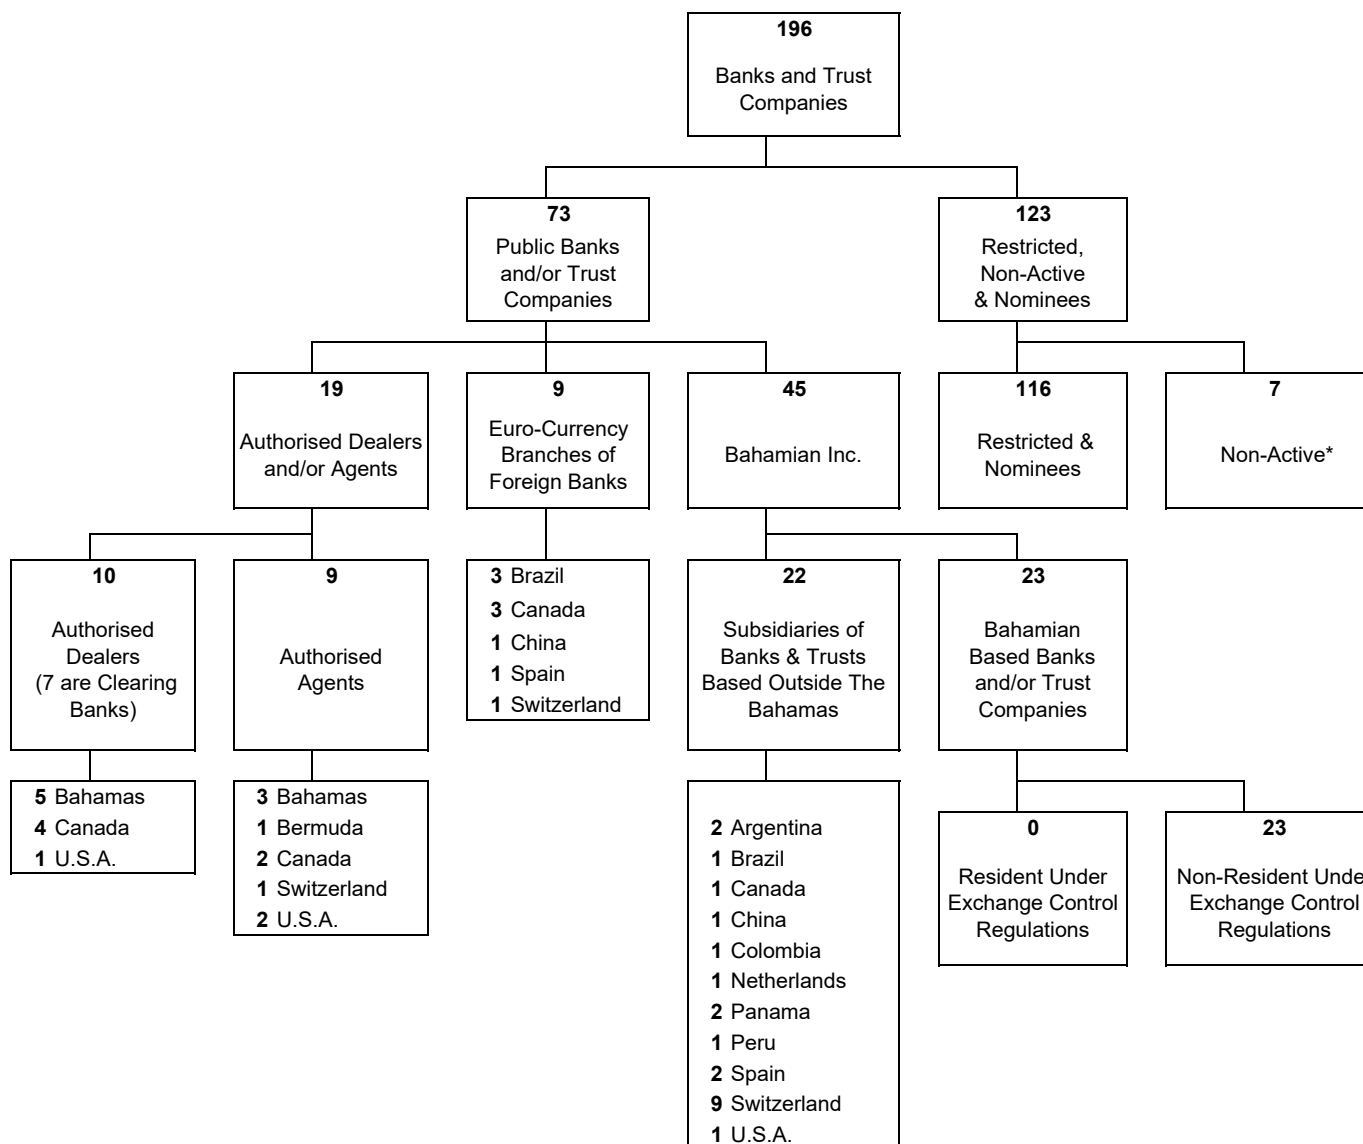 196
Banks and Trust
Companies
73
Public Banks
and/or Trust
Companies
123
Restricted,
Non-Active
& Nominees
19
Authorised Dealers
and/or Agents
9
Euro-Currency
Branches of
Foreign Banks
45
Bahamian Inc.
116
Restricted &
Nominees
7
Non-Active*
10
Authorised
Dealers
(7 are Clearing
Banks)
9
Authorised
Agents
3 Brazil
3 Canada
1 China
1 Spain
1 Switzerland
22
Subsidiaries of
Banks & Trusts
Based Outside The
Bahamas
23
Bahamian
Based Banks
and/or Trust
Companies
5 Bahamas
4 Canada
1 U.S.A.
3 Bahamas
1 Bermuda
2 Canada
1 Switzerland
2 U.S.A.
2 Argentina
1 Brazil
1 Canada
1 China
1 Colombia
1 Netherlands
2 Panama
1 Peru
2 Spain
9 Switzerland
1 U.S.A.
0
Resident Under
Exchange Control
Regulations
23
Non-Resident Unde
Exchange Control
Regulations